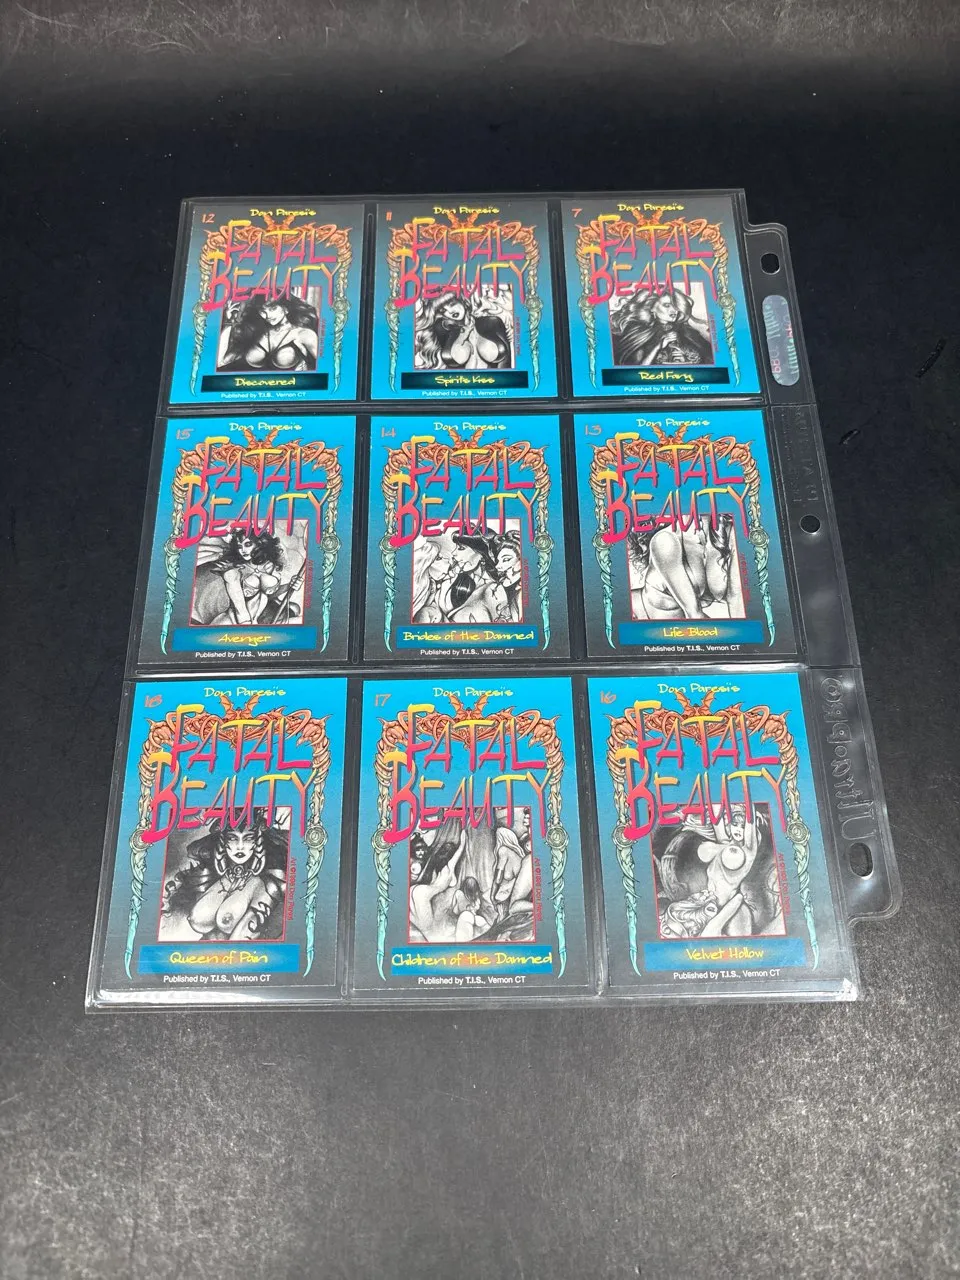 12
Don Paresi's
FATAL
BEAUTY
Discovered
Published by T.I.S., Vernon CT
11
Don Paresi's
FATAL
BEAUTY
Spirits Kiss
Published by T.I.S., Vernon CT
7
Don Paresi's
FATAL
BEAUTY
Red Fang
Published by T.I.S., Vernon CT
15
Don Paresi's
FATAL
BEAUTY
Avenger
Published by T.I.S., Vernon CT
14
Don Paresi's
FATAL
BEAUTY
Brides of the Damned
Published by T.I.S., Vernon CT
13
Don Paresi's
FATAL
BEAUTY
Life Blood
Published by T.I.S., Vernon CT
18
Don Paresi's
FATAL
BEAUTY
Queen of Pain
Published by T.I.S., Vernon CT
17
Don Paresi's
FATAL
BEAUTY
Children of the Damned
Published by T.I.S., Vernon CT
16
Don Paresi's
FATAL
BEAUTY
Velvet Hollow
Published by T.I.S., Vernon CT